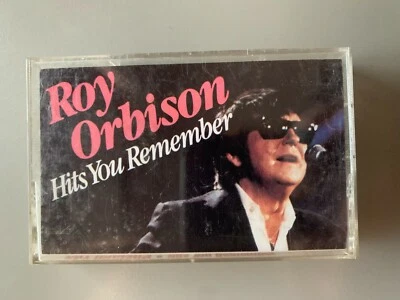 Roy
Orbison
Hits You Remember